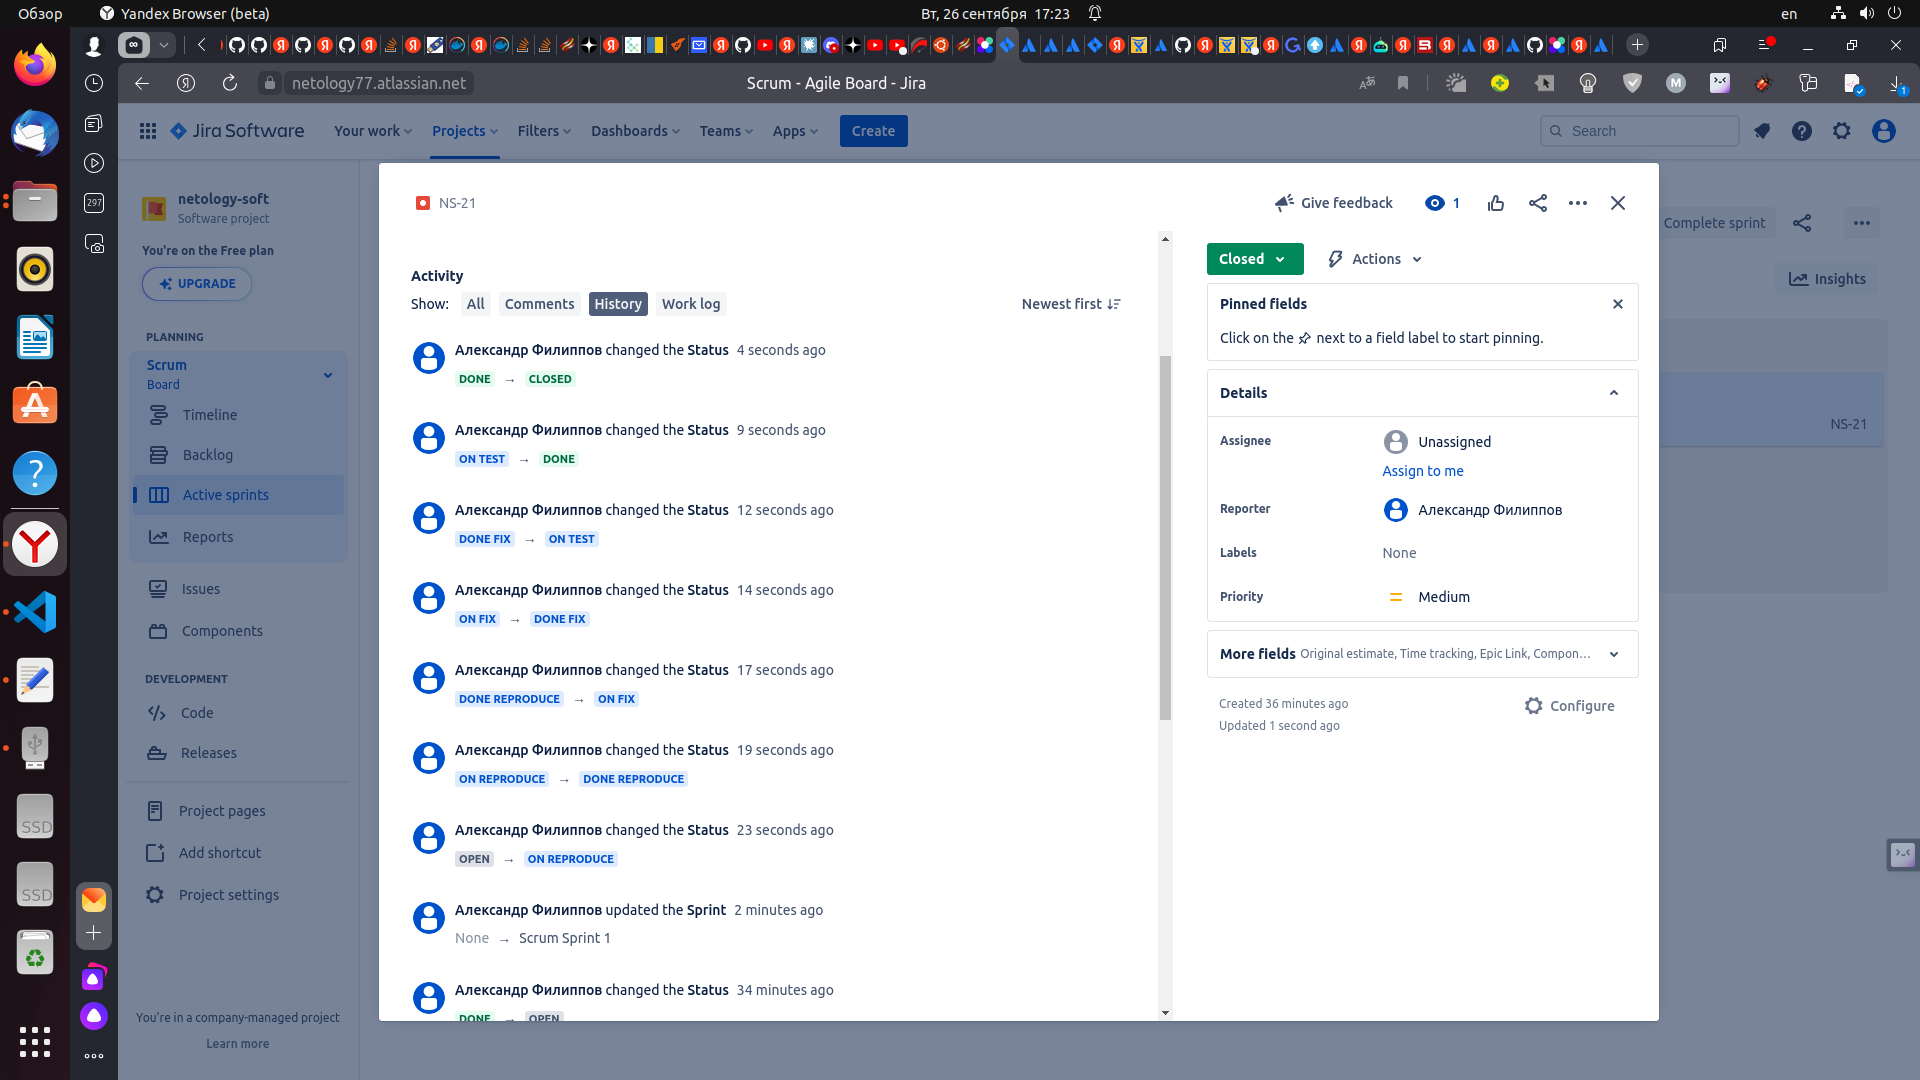 Обзор
Yandex Browser (beta)
Вт, 26 сентября 17:23
en
netology77.atlassian.net
Scrum - Agile Board - Jira
1
297
Jira Software
Your work
Projects
Filters
Dashboards
Teams
Apps
Create
Search
netology-soft
Software project
You're on the Free plan
UPGRADE
PLANNING
Scrum
Board
Timeline
Backlog
Active sprints
Reports
Issues
Components
DEVELOPMENT
Code
Releases
Project pages
Add shortcut
Project settings
You're in a company-managed project
Learn more
SSD
SSD
NS-21
Give feedback
1
Complete sprint
Insights
NS-21
Activity
Show:
All
Comments
History
Work log
Newest first
Александр Филиппов changed the Status 4 seconds ago
DONE → CLOSED
Александр Филиппов changed the Status 9 seconds ago
ON TEST → DONE
Александр Филиппов changed the Status 12 seconds ago
DONE FIX → ON TEST
Александр Филиппов changed the Status 14 seconds ago
ON FIX → DONE FIX
Александр Филиппов changed the Status 17 seconds ago
DONE REPRODUCE → ON FIX
Александр Филиппов changed the Status 19 seconds ago
ON REPRODUCE → DONE REPRODUCE
Александр Филиппов changed the Status 23 seconds ago
OPEN → ON REPRODUCE
Александр Филиппов updated the Sprint 2 minutes ago
None → Scrum Sprint 1
Александр Филиппов changed the Status 34 minutes ago
DONE → OPEN
Closed
Actions
Pinned fields
Click on the next to a field label to start pinning.
Details
Assignee
Unassigned
Assign to me
Reporter
Александр Филиппов
Labels
None
Priority
Medium
More fields Original estimate, Time tracking, Epic Link, Compon...
Created 36 minutes ago
Updated 1 second ago
Configure